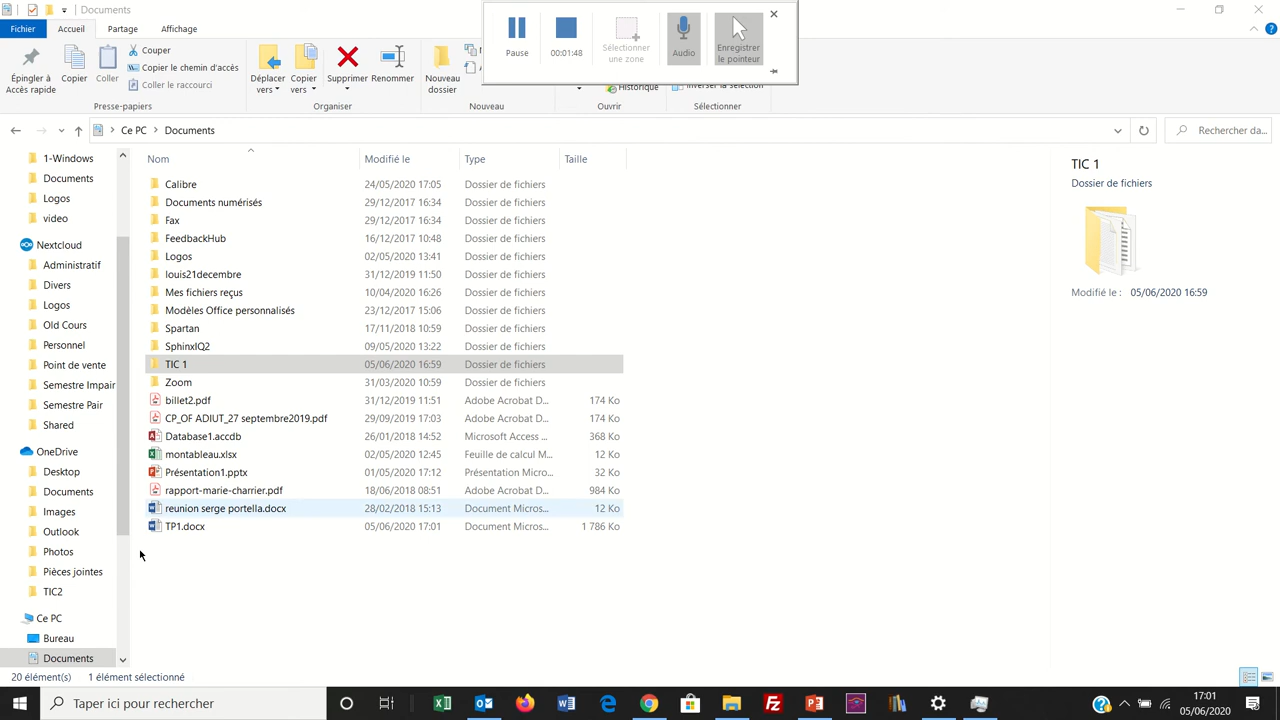 Documents
Fichier Accueil Partage Affichage
Épingler à Accès rapide
Copier
Coller
Couper
Copier le chemin d'accès
Coller le raccourci
Presse-papiers
Déplacer vers
Copier vers
Supprimer
Renommer
Organiser
Nouveau dossier
Nouveau
Historique
Ouvrir
Inverser la sélection
Sélectionner
Pause
00:01:48
Sélectionner une zone
Audio
Enregistrer le pointeur
Ce PC > Documents
Rechercher da...
1-Windows
Documents
Logos
video
Nextcloud
Administratif
Divers
Logos
Old Cours
Personnel
Point de vente
Semestre Impair
Semestre Pair
Shared
OneDrive
Desktop
Documents
Images
Outlook
Photos
Pièces jointes
TIC2
Ce PC
Bureau
Documents
Nom Modifié le Type Taille
Calibre 24/05/2020 17:05 Dossier de fichiers
Documents numérisés 29/12/2017 16:34 Dossier de fichiers
Fax 29/12/2017 16:34 Dossier de fichiers
FeedbackHub 16/12/2017 10:48 Dossier de fichiers
Logos 02/05/2020 13:41 Dossier de fichiers
louis21decembre 31/12/2019 11:50 Dossier de fichiers
Mes fichiers reçus 10/04/2020 16:26 Dossier de fichiers
Modèles Office personnalisés 23/12/2017 15:06 Dossier de fichiers
Spartan 17/11/2018 10:59 Dossier de fichiers
SphinxIQ2 09/05/2020 13:22 Dossier de fichiers
TIC 1 05/06/2020 16:59 Dossier de fichiers
Zoom 31/03/2020 10:59 Dossier de fichiers
billet2.pdf 31/12/2019 11:51 Adobe Acrobat D... 174 Ko
CP_OF ADIUT_27 septembre2019.pdf 29/09/2019 17:03 Adobe Acrobat D... 174 Ko
Database1.accdb 26/01/2018 14:52 Microsoft Access ... 368 Ko
montableau.xlsx 02/05/2020 12:45 Feuille de calcul M... 12 Ko
Présentation1.pptx 01/05/2020 17:12 Présentation Micro... 32 Ko
rapport-marie-charrier.pdf 18/06/2018 08:51 Adobe Acrobat D... 984 Ko
reunion serge portella.docx 28/02/2018 15:13 Document Micros... 12 Ko
TP1.docx 05/06/2020 17:01 Document Micros... 1 786 Ko
TIC 1
Dossier de fichiers
Modifié le : 05/06/2020 16:59
20 élément(s) 1 élément sélectionné
Taper ici pour rechercher
17:01
05/06/2020